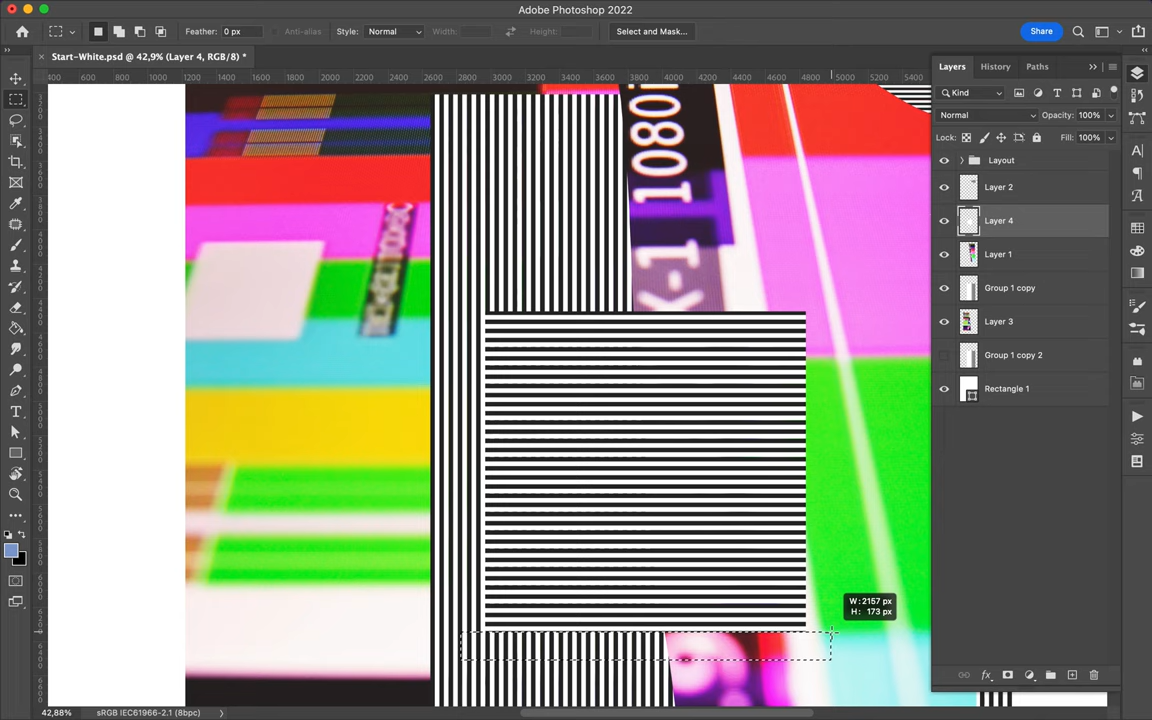 Adobe Photoshop 2022
Feather: 0 px
Anti-alias
Style: Normal
Width:
Height:
Select and Mask...
Share
Start-White.psd @ 42,9% (Layer 4, RGB/8) *
400 1000 1200 1400 1600 1800 2000 2200 2400 2600 2800 3000 3200 3400 3600 3800 4000 4200 4400 4600 4800 5000 5200 5400
Layers History Paths
Kind
Normal Opacity: 100%
Lock: Fill: 100%
Layout
Layer 2
Layer 4
Layer 1
Group 1 copy
Layer 3
Group 1 copy 2
Rectangle 1
1 1080i
K-1
W: 2157 px
H: 173 px
42,88% sRGB IEC61966-2.1 (8bpc)